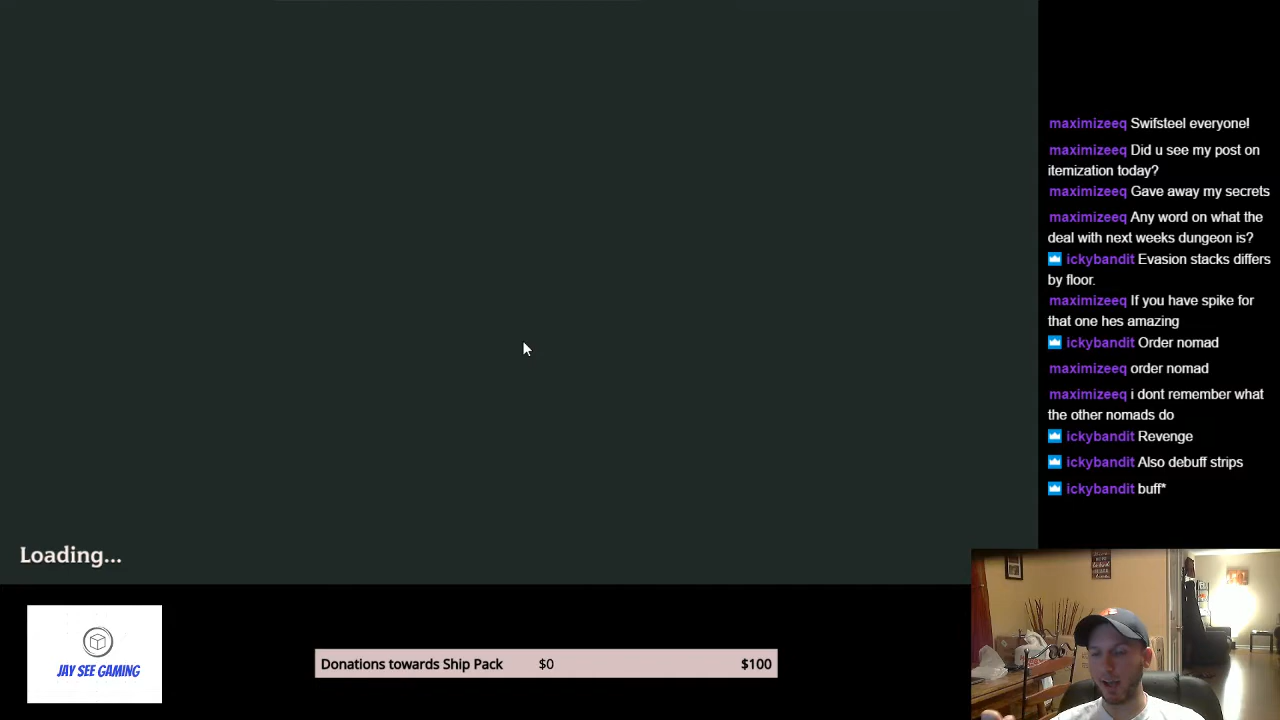 maximizeeq Swifsteel everyone!
maximizeeq Did u see my post on
itemization today?
maximizeeq Gave away my secrets
maximizeeq Any word on what the
deal with next weeks dungeon is?
ickybandit Evasion stacks differs
by floor.
maximizeeq If you have spike for
that one hes amazing
ickybandit Order nomad
maximizeeq order nomad
maximizeeq i dont remember what
the other nomads do
ickybandit Revenge
ickybandit Also debuff strips
ickybandit buff*
Loading...
JAY SEE GAMING
Donations towards Ship Pack $0 $100